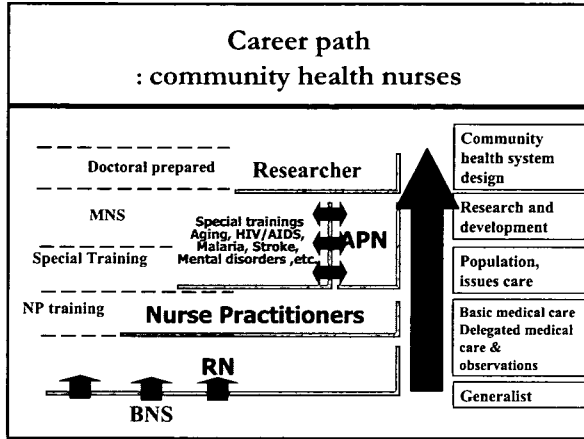 Career path
: community health nurses
Doctoral prepared
Researcher
Community
health system
design
MNS
Special trainings
Aging, HIV/AIDS,
Malaria, Stroke,
Mental disorders ,etc.
APN
Research and
development
Special Training
Population,
issues care
NP training
Nurse Practitioners
Basic medical care
Delegated medical
care &
observations
RN
BNS
Generalist